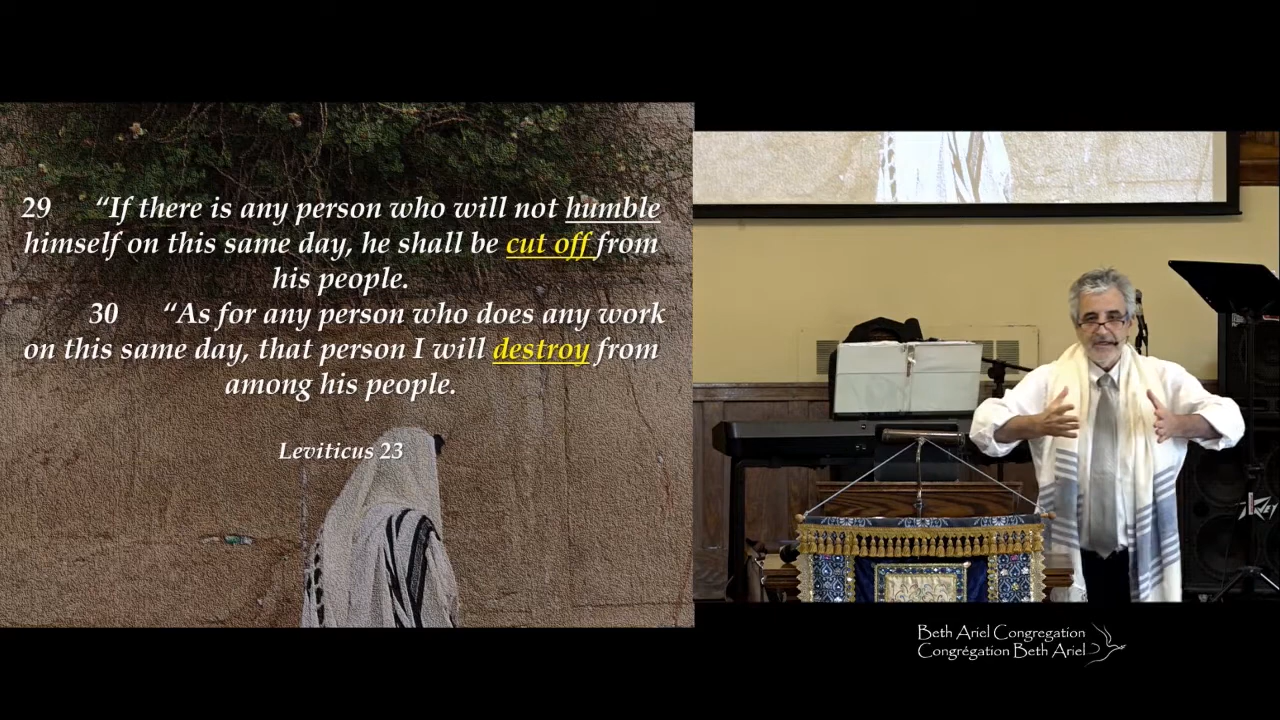 29 “If there is any person who will not humble
himself on this same day, he shall be cut off from
his people.
30 “As for any person who does any work
on this same day, that person I will destroy from
among his people.
Leviticus 23
PEAVEY
Beth Ariel Congregation
Congrégation Beth Ariel